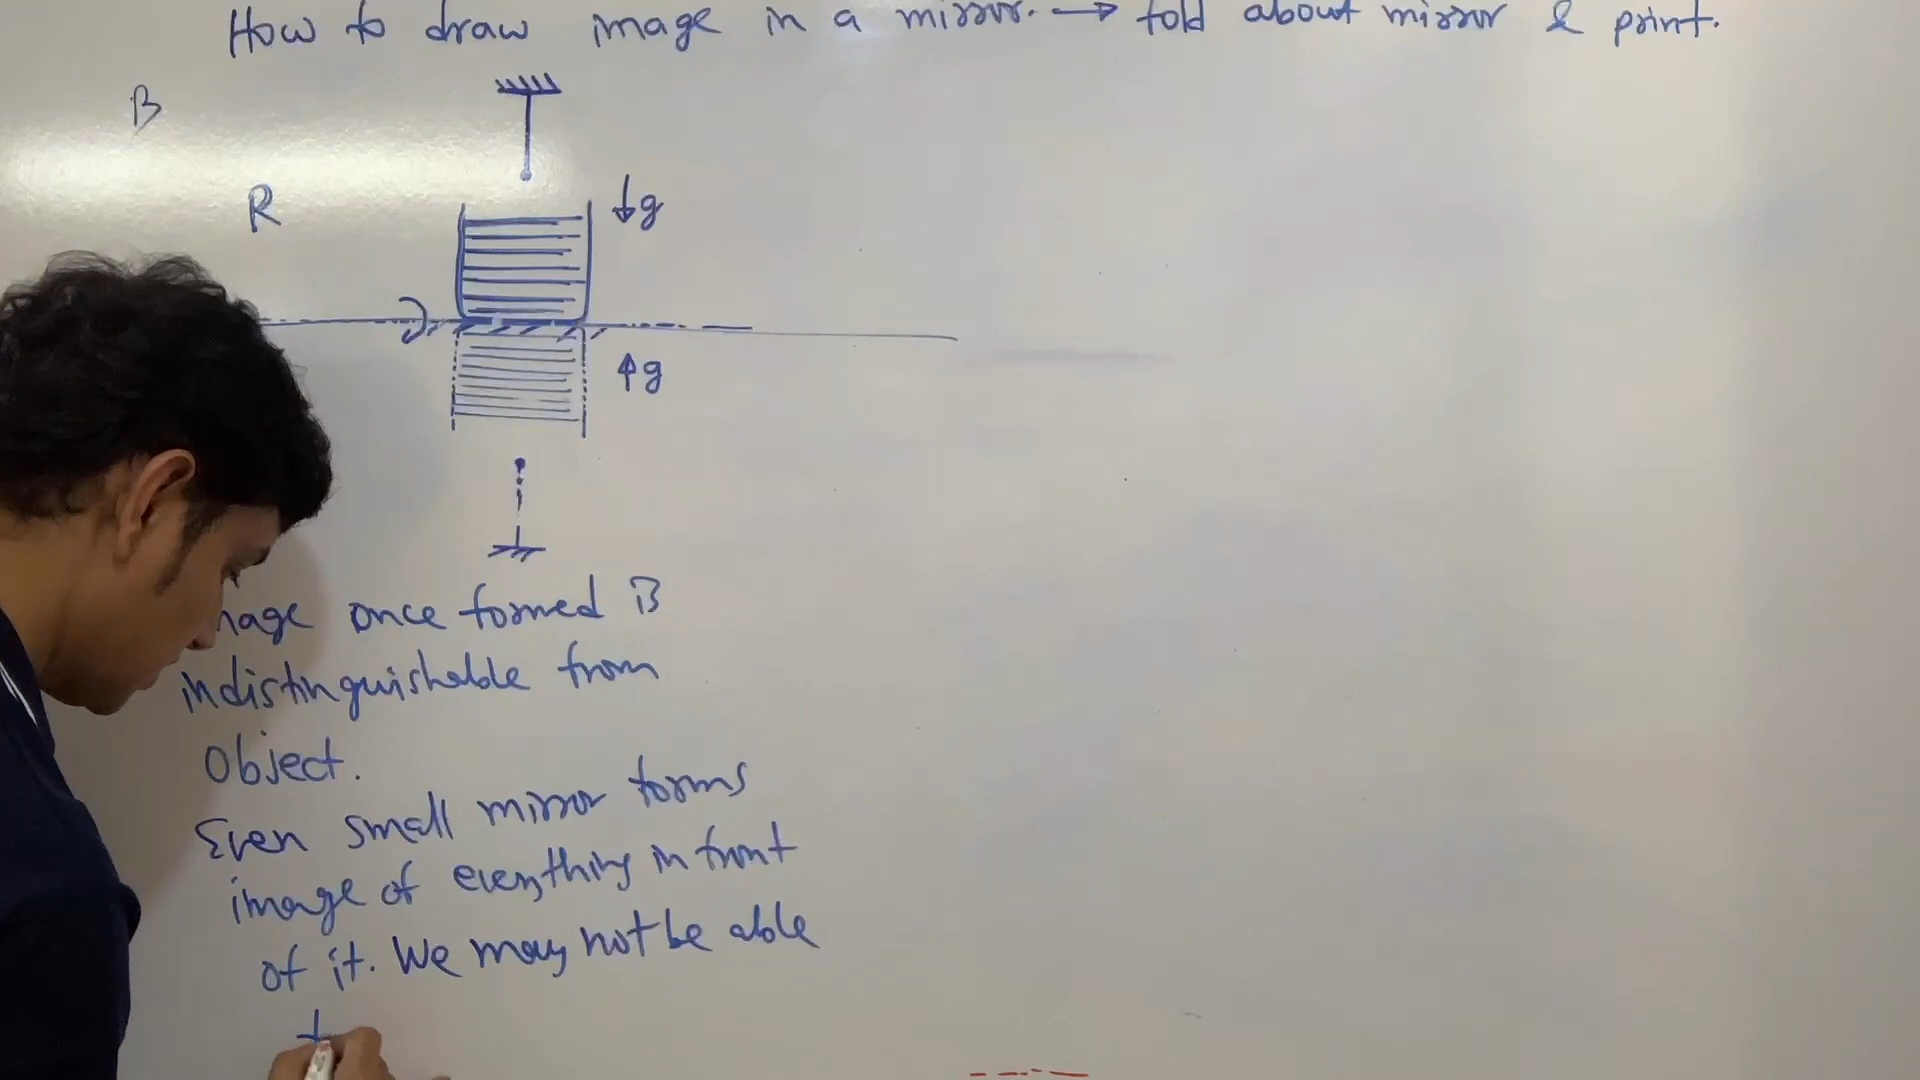 How to draw image in a mirror. → fold about mirror & print.
B
R
↓g
↑g
once formed is
indistinguishable from
object.
Even small mirror forms
image of everything in front
of it. We may not be able